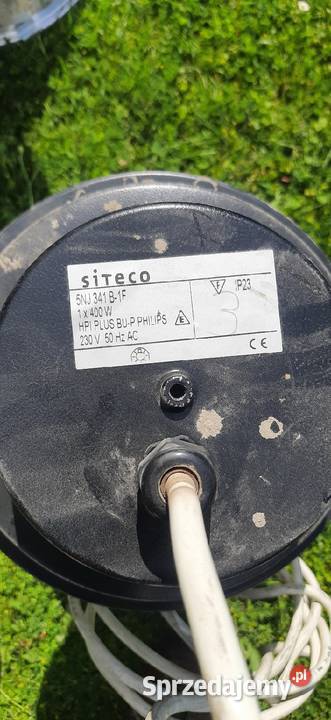 siteco
5NJ 341 B-1F
1 x 400 W
HPI PLUS BU-P PHILIPS
230 V 50 Hz AC
F
IP23
3
E
CE
Sprzedajemy.pl